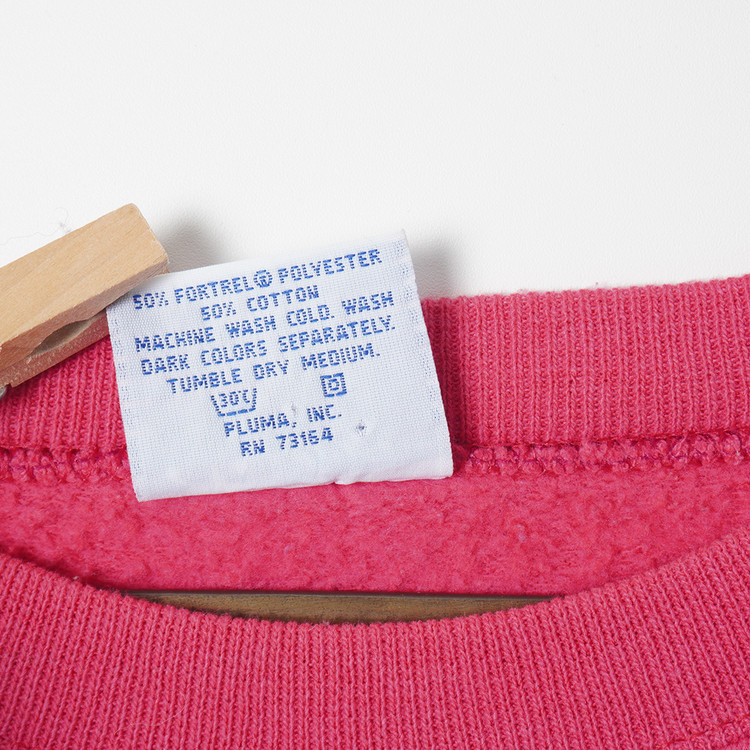 50% FORTREL® POLYESTER
50% COTTON
MACHINE WASH COLD. WASH
DARK COLORS SEPARATELY.
TUMBLE DRY MEDIUM.
30°C
PLUMA, INC.
RN 73164